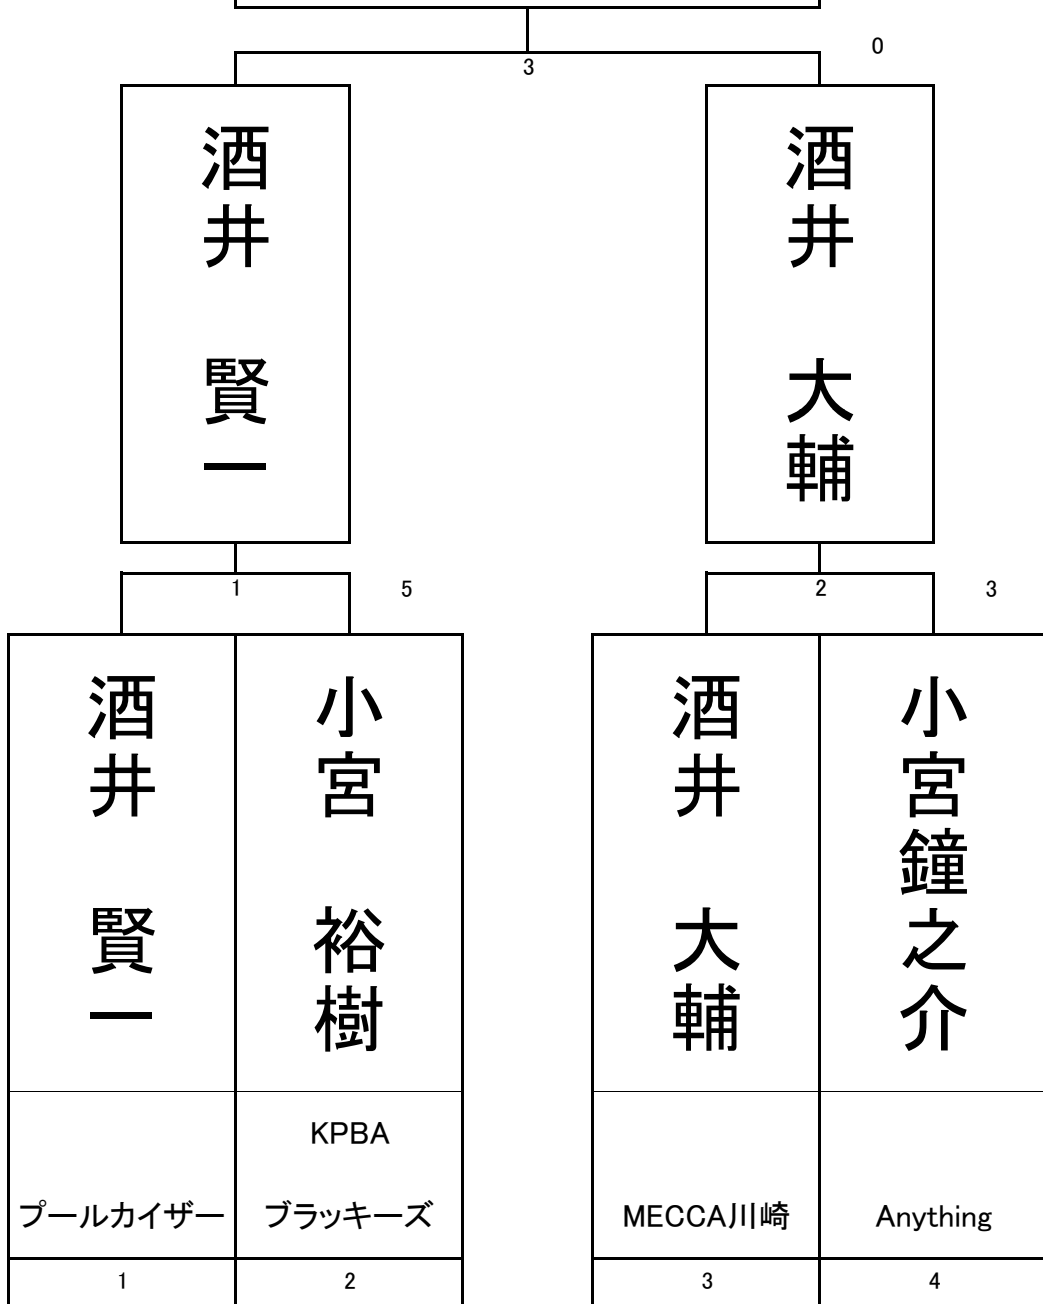 0
3
酒井　賢一
酒井　大輔
1
5
2
3
酒井　賢一
小宮　裕樹
酒井　大輔
小宮鐘之介
KPBA
プールカイザー
ブラッキーズ
MECCA川崎
Anything
1
2
3
4